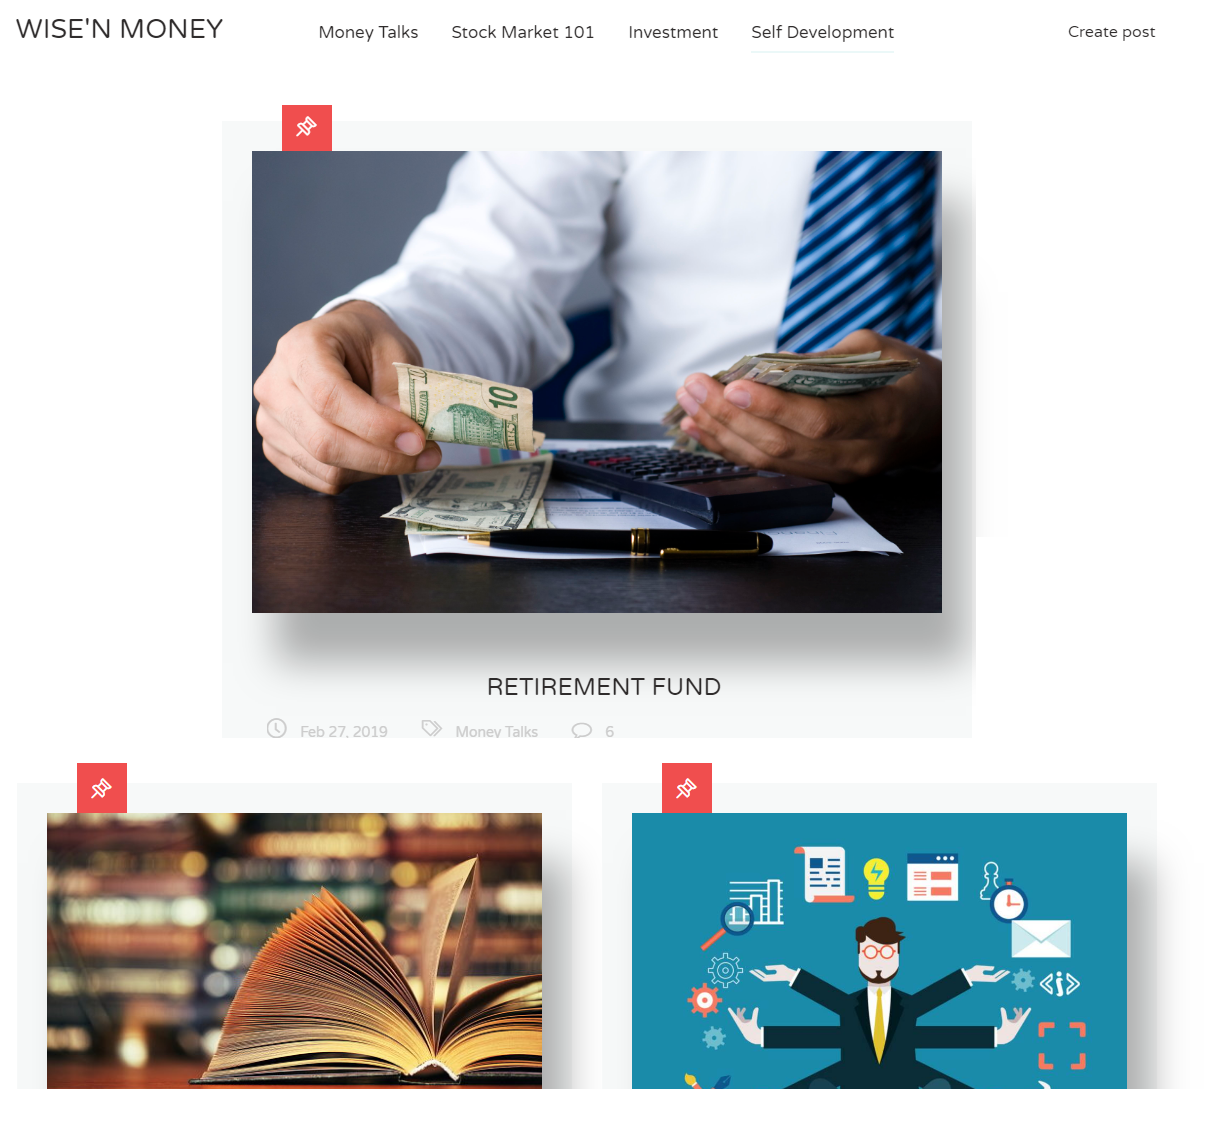 WISE'N MONEY
Money Talks
Stock Market 101
Investment
Self Development
Create post
10
RETIREMENT FUND
Feb 27, 2019
Money Talks
6